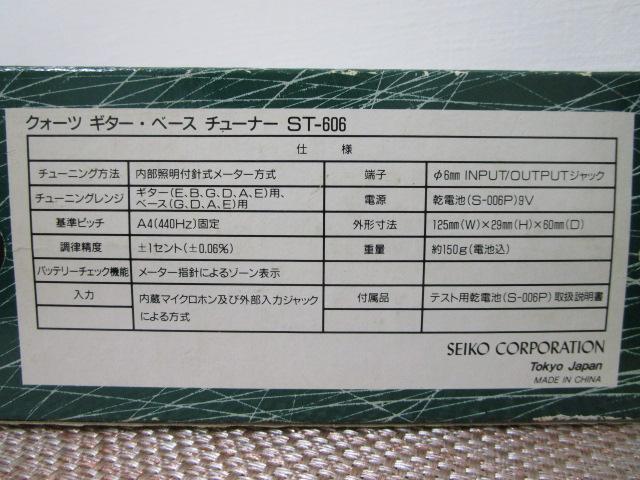 クォーツ ギター・ベース チューナー ST-606
仕 様
チューニング方法 内部照明付針式メーター方式
チューニングレンジ ギター(E,B,G,D,A,E)用、
ベース(G,D,A,E)用
基準ピッチ A4(440Hz)固定
調律精度 ±1セント(±0.06%)
バッテリーチェック機能 メーター指針によるゾーン表示
入力 内蔵マイクロホン及び外部入力ジャック
による方式
端子 φ6mm INPUT/OUTPUTジャック
電源 乾電池(S-006P)9V
外形寸法 125mm(W)×29mm(H)×60mm(D)
重量 約150g(電池込)
付属品 テスト用乾電池(S-006P)取扱説明書
SEIKO CORPORATION
Tokyo Japan
MADE IN CHINA